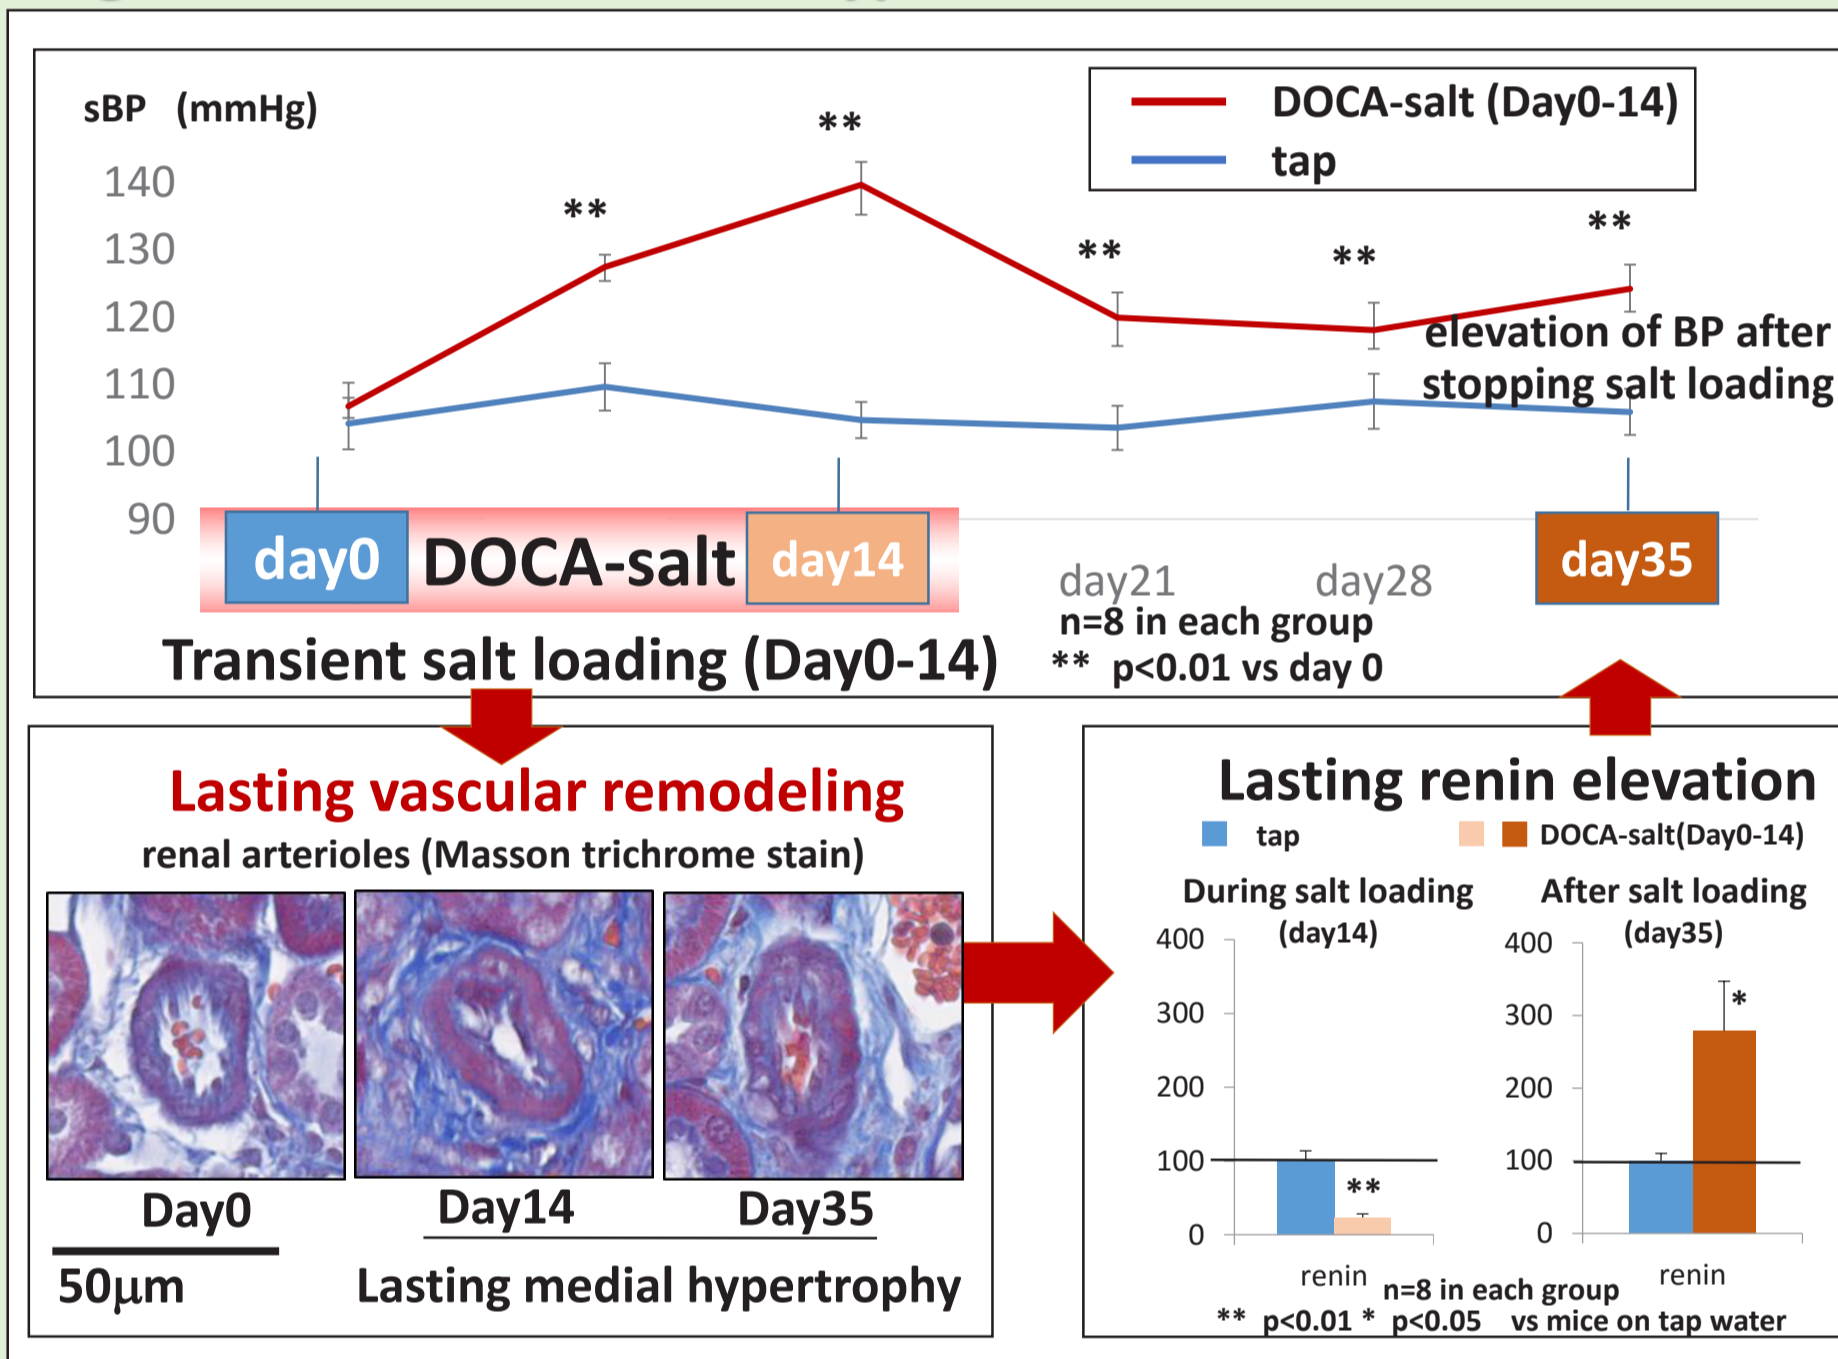 sBP (mmHg)
DOCA-salt (Day0-14)
tap
140
130
120
110
100
90
**
**
**
**
**
elevation of BP after
stopping salt loading
day0
DOCA-salt
day14
day21
day28
day35
n=8 in each group
** p<0.01 vs day 0
Transient salt loading (Day0-14)
Lasting vascular remodeling
renal arterioles (Masson trichrome stain)
Day0
Day14
Day35
50μm
Lasting medial hypertrophy
Lasting renin elevation
tap
DOCA-salt(Day0-14)
During salt loading
(day14)
400
300
200
100
0
**
renin
After salt loading
(day35)
400
300
200
100
0
*
renin
n=8 in each group
** p<0.01 * p<0.05 vs mice on tap water